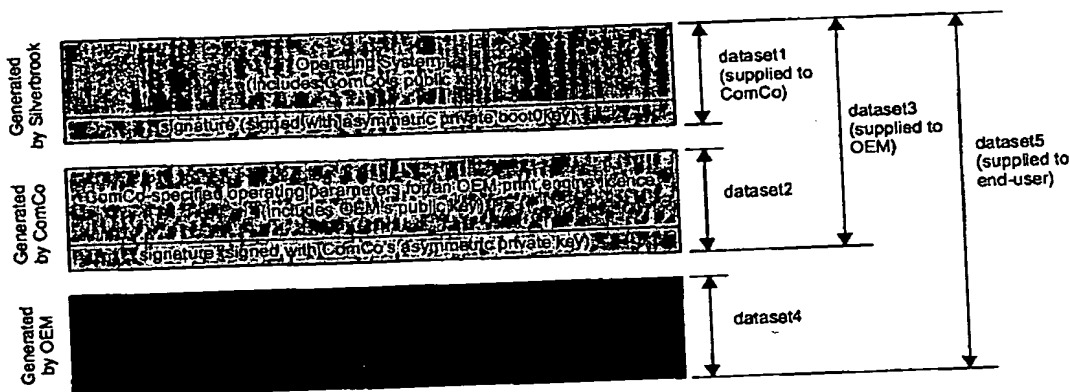 Generated
by Silverbrook
Operating System
(includes ComCo's public key)
signature (signed with asymmetric private boot0key)
dataset1
(supplied to
ComCo
dataset3
(supplied to
OEM)
dataset5
(supplied to
end-user)
Generated
by ComCo
ComCo-specified operating parameters for an OEM print engine licence
(includes OEM's public key)
signature (signed with ComCo's asymmetric private key)
dataset2
Generated
by OEM
dataset4